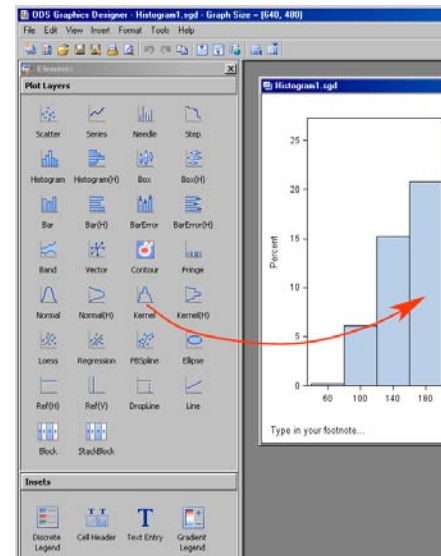 ODS Graphics Designer - Histogram1.sgd - Graph Size - [640, 480]
File Edit View Insert Format Tools Help
Elements
Plot Layers
Scatter Series Needle Step
Histogram Histogram(H) Box Box(H)
Bar Bar(H) BarError BarError(H)
Band Vector Contour Fringe
Normal Normal(H) Kernel Kernel(H)
Loess Regression PBSpline Ellipse
Ref(H) Ref(V) DropLine Line
Block StackBlock
Insets
T
Discrete Legend Cell Header Text Entry Gradient Legend
Histogram1.sgd
25
20
15
10
5
0
Percent
60 100 140 180
Type in your footnote...